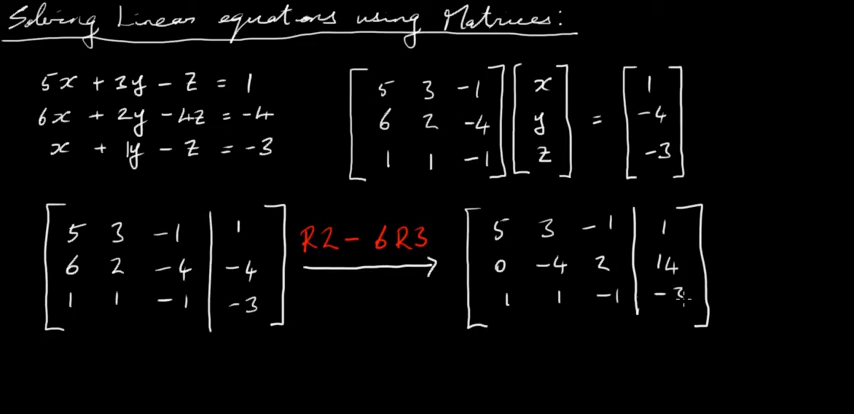 Solving Linear equations using Matrices:
5x + 3y - z = 1
6x + 2y - 4z = -4
x + 1y - z = -3
5 3 -1 x 1
6 2 -4 y = -4
1 1 -1 z -3
5 3 -1 1
6 2 -4 -4
1 1 -1 -3
R2 - 6R3
5 3 -1 1
0 -4 2 14
1 1 -1 -3